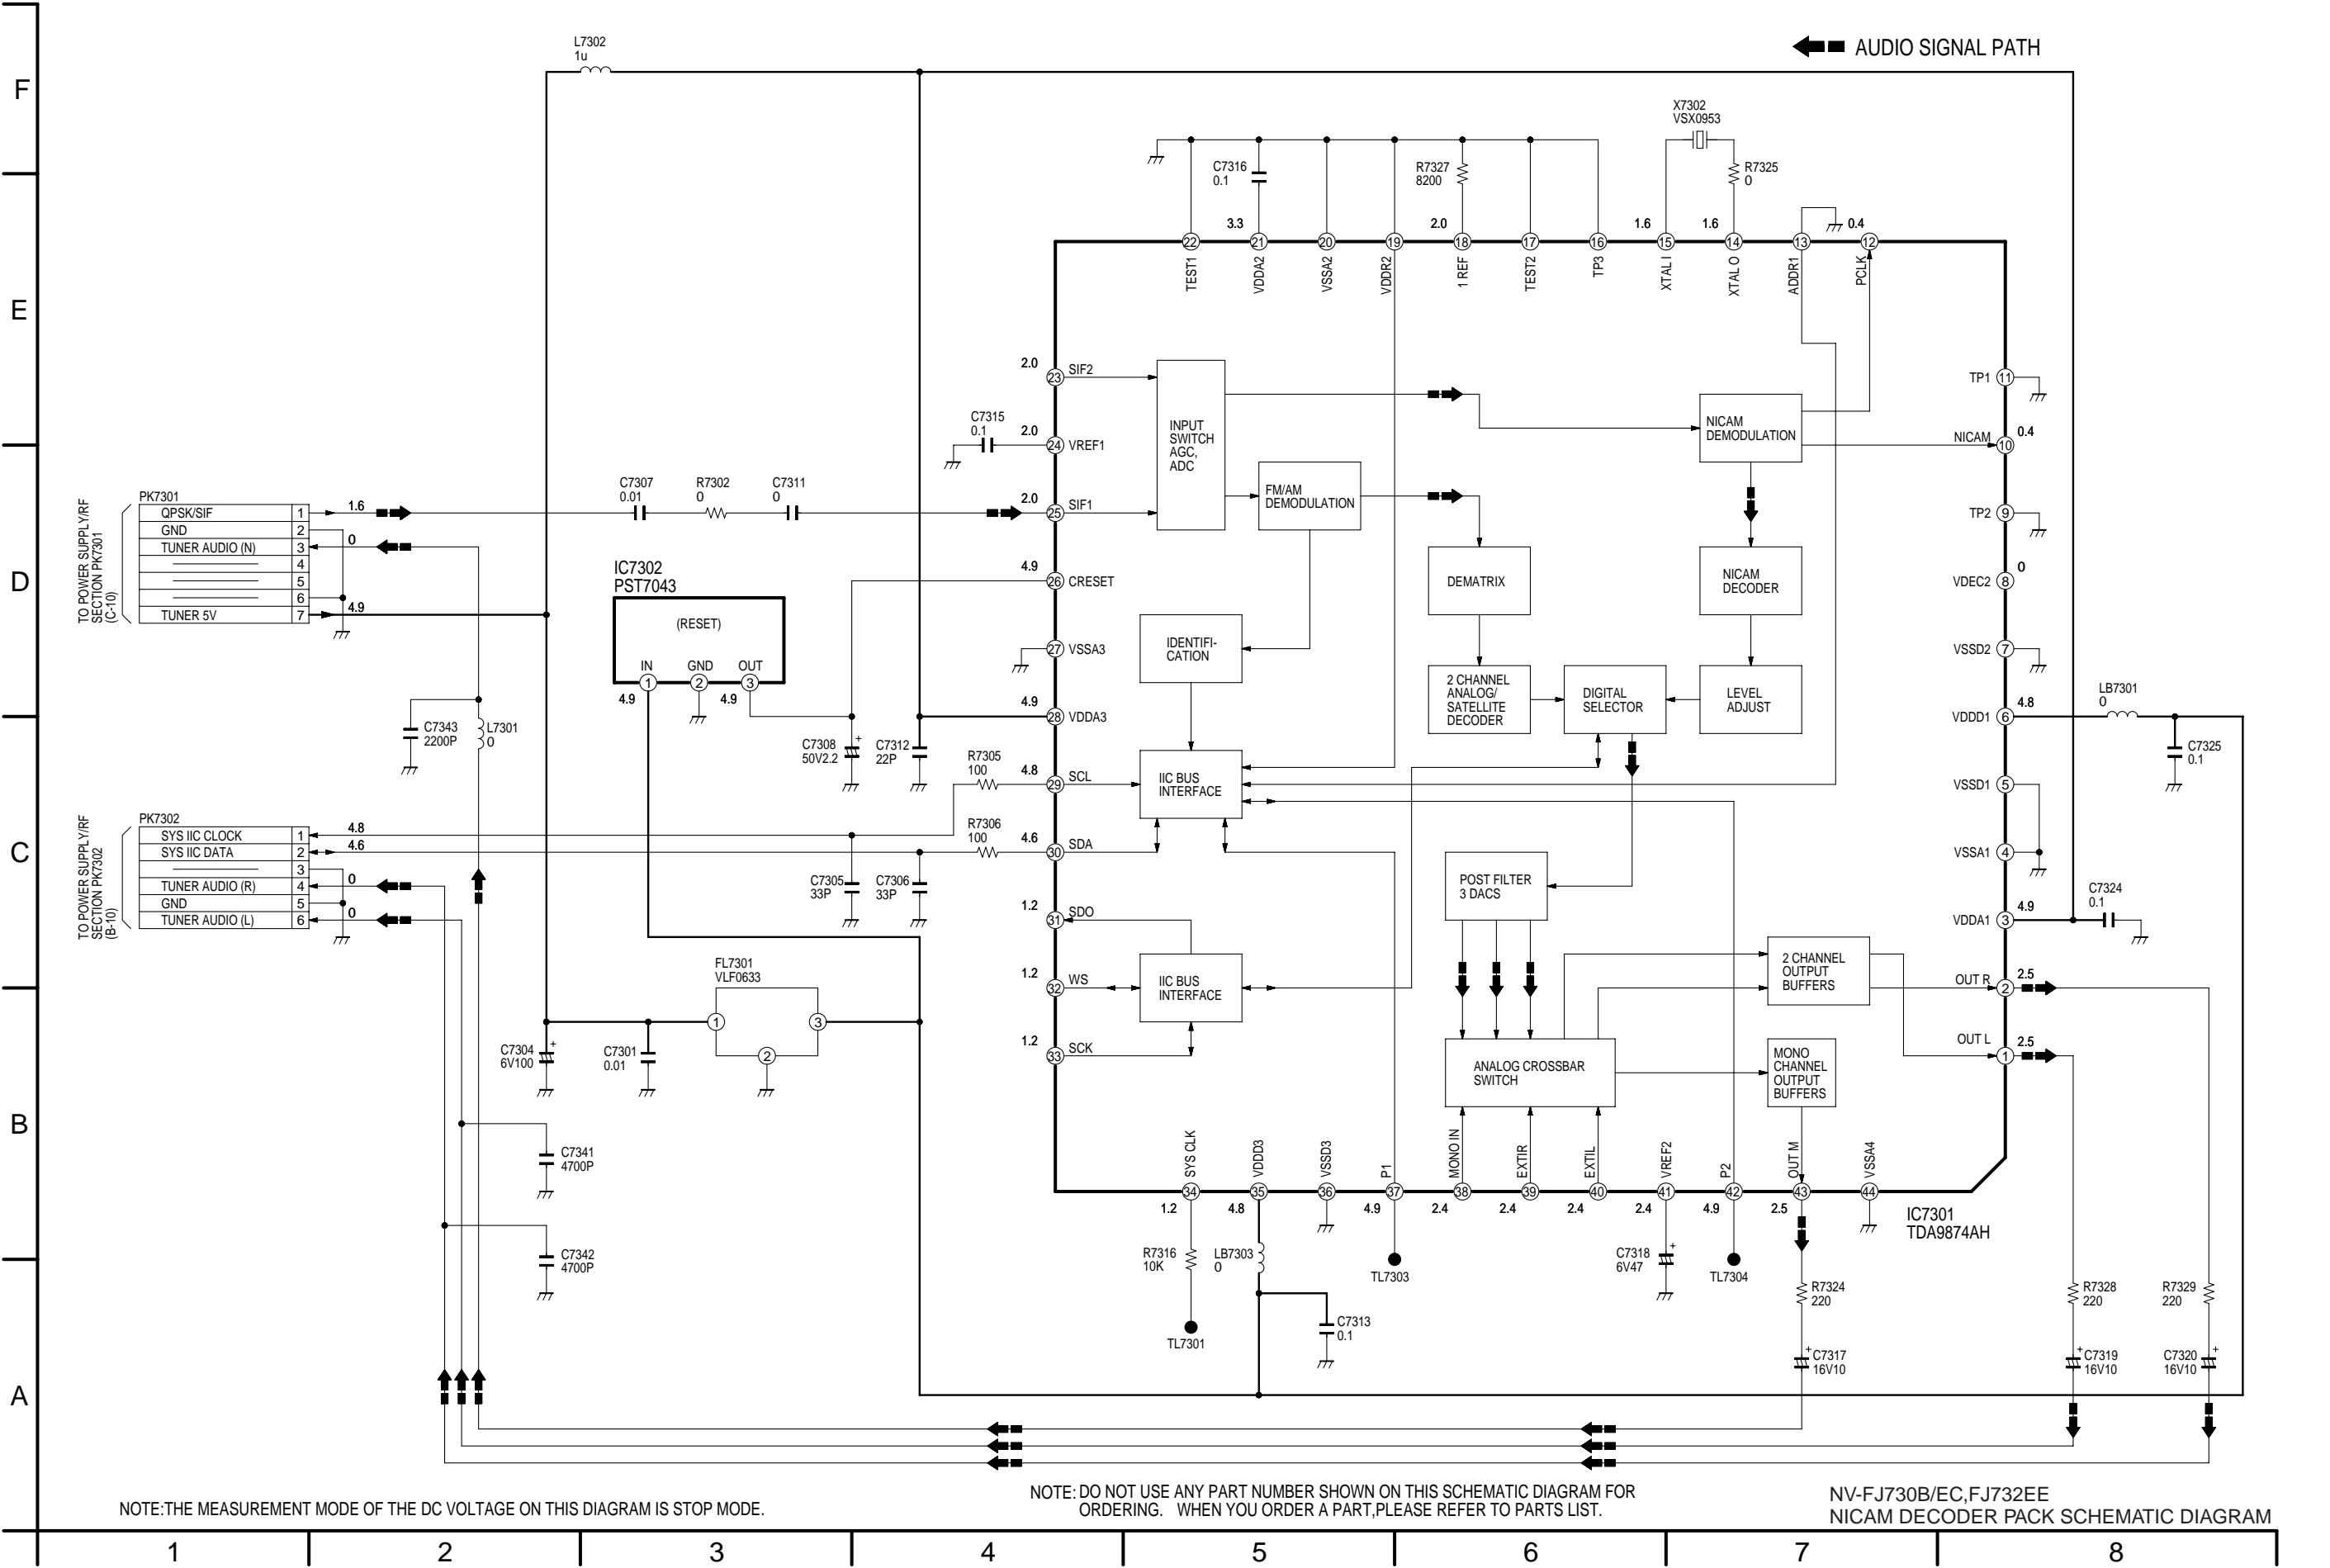 AUDIO SIGNAL PATH
F
E
D
C
B
A
L7302
1u
X7302
VSX0953
C7316
0.1
R7327
8200
R7325
0
3.3
2.0
1.6
1.6
0.4
22
21
20
19
18
17
16
15
14
13
12
TEST1
VDDA2
VSSA2
VDDR2
1 REF
TEST2
TP3
XTAL I
XTAL O
ADDR1
PCLK
2.0
23
SIF2
C7315
0.1
2.0
24
VREF1
INPUT
SWITCH
AGC,
ADC
NICAM
DEMODULATION
TP1
11
NICAM
10
0.4
TO POWER SUPPLY/RF
SECTION PK7301
(C-10)
PK7301
QPSK/SIF 1
GND 2
TUNER AUDIO (N) 3
4
5
6
TUNER 5V 7
1.6
0
4.9
C7307
0.01
R7302
0
C7311
0
2.0
25
SIF1
FM/AM
DEMODULATION
TP2
9
IC7302
PST7043
(RESET)
IN
GND
OUT
1
2
3
4.9
4.9
4.9
26
CRESET
DEMATRIX
NICAM
DECODER
VDEC2
8
0
27
VSSA3
IDENTIFI-
CATION
VSSD2
7
4.9
28
VDDA3
2 CHANNEL
ANALOG/
SATELLITE
DECODER
DIGITAL
SELECTOR
LEVEL
ADJUST
VDDD1
6
4.8
LB7301
0
C7325
0.1
C7343
2200P
L7301
0
C7308
50V2.2
+
C7312
22P
R7305
100
4.8
29
SCL
IIC BUS
INTERFACE
VSSD1
5
TO POWER SUPPLY/RF
SECTION PK7302
(B-10)
PK7302
SYS IIC CLOCK 1
SYS IIC DATA 2
3
TUNER AUDIO (R) 4
GND 5
TUNER AUDIO (L) 6
4.8
4.6
0
0
R7306
100
4.6
30
SDA
VSSA1
4
C7305
33P
C7306
33P
POST FILTER
3 DACS
1.2
31
SDO
C7324
0.1
4.9
VDDA1
3
FL7301
VLF0633
1
2
3
1.2
32
WS
IIC BUS
INTERFACE
2 CHANNEL
OUTPUT
BUFFERS
OUT R
2
2.5
C7304
6V100
+
C7301
0.01
1.2
33
SCK
ANALOG CROSSBAR
SWITCH
MONO
CHANNEL
OUTPUT
BUFFERS
OUT L
1
2.5
C7341
4700P
C7342
4700P
SYS CLK
VDDD3
VSSD3
P1
MONO IN
EXTIR
EXTIL
VREF2
P2
OUT M
VSSA4
34
35
36
37
38
39
40
41
42
43
44
1.2
4.8
4.9
2.4
2.4
2.4
2.4
4.9
2.5
IC7301
TDA9874AH
R7316
10K
LB7303
0
TL7303
C7318
6V47
+
TL7304
R7324
220
R7328
220
R7329
220
TL7301
C7313
0.1
C7317
16V10
+
C7319
16V10
+
C7320
16V10
+
NOTE:THE MEASUREMENT MODE OF THE DC VOLTAGE ON THIS DIAGRAM IS STOP MODE.
NOTE: DO NOT USE ANY PART NUMBER SHOWN ON THIS SCHEMATIC DIAGRAM FOR
ORDERING. WHEN YOU ORDER A PART,PLEASE REFER TO PARTS LIST.
NV-FJ730B/EC,FJ732EE
NICAM DECODER PACK SCHEMATIC DIAGRAM
1
2
3
4
5
6
7
8